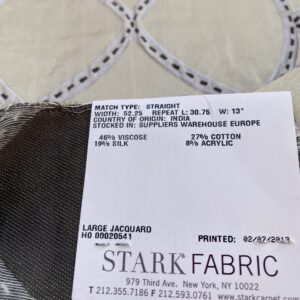 MATCH TYPE: STRAIGHT
WIDTH: 52.25 REPEAT L: 30.75 W: 13"
COUNTRY OF ORIGIN: INDIA
STOCKED IN: SUPPLIERS WAREHOUSE EUROPE
46% VISCOSE 27% COTTON
19% SILK 8% ACRYLIC
LARGE JACQUARD
HD 00020541
PRINTED: 02/07/2013
STARK FABRIC
979 Third Ave. New York, NY 10022
T 212.355.7186 F 212.593.0761 www.starkcarpet.com